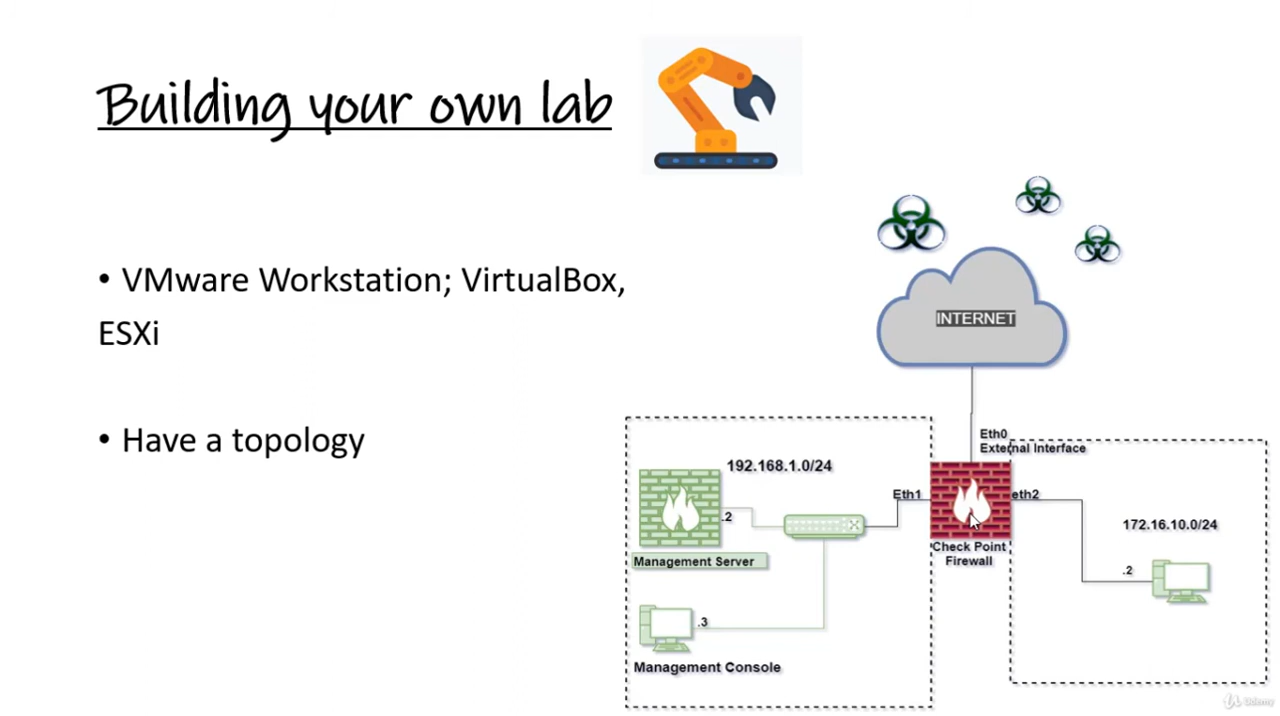 Building your own lab
• VMware Workstation; VirtualBox,
ESXi
• Have a topology
INTERNET
Eth0
External Interface
192.168.1.0/24
Eth1
eth2
.2
Management Server
Check Point
Firewall
172.16.10.0/24
.2
.3
Management Console
Udemy